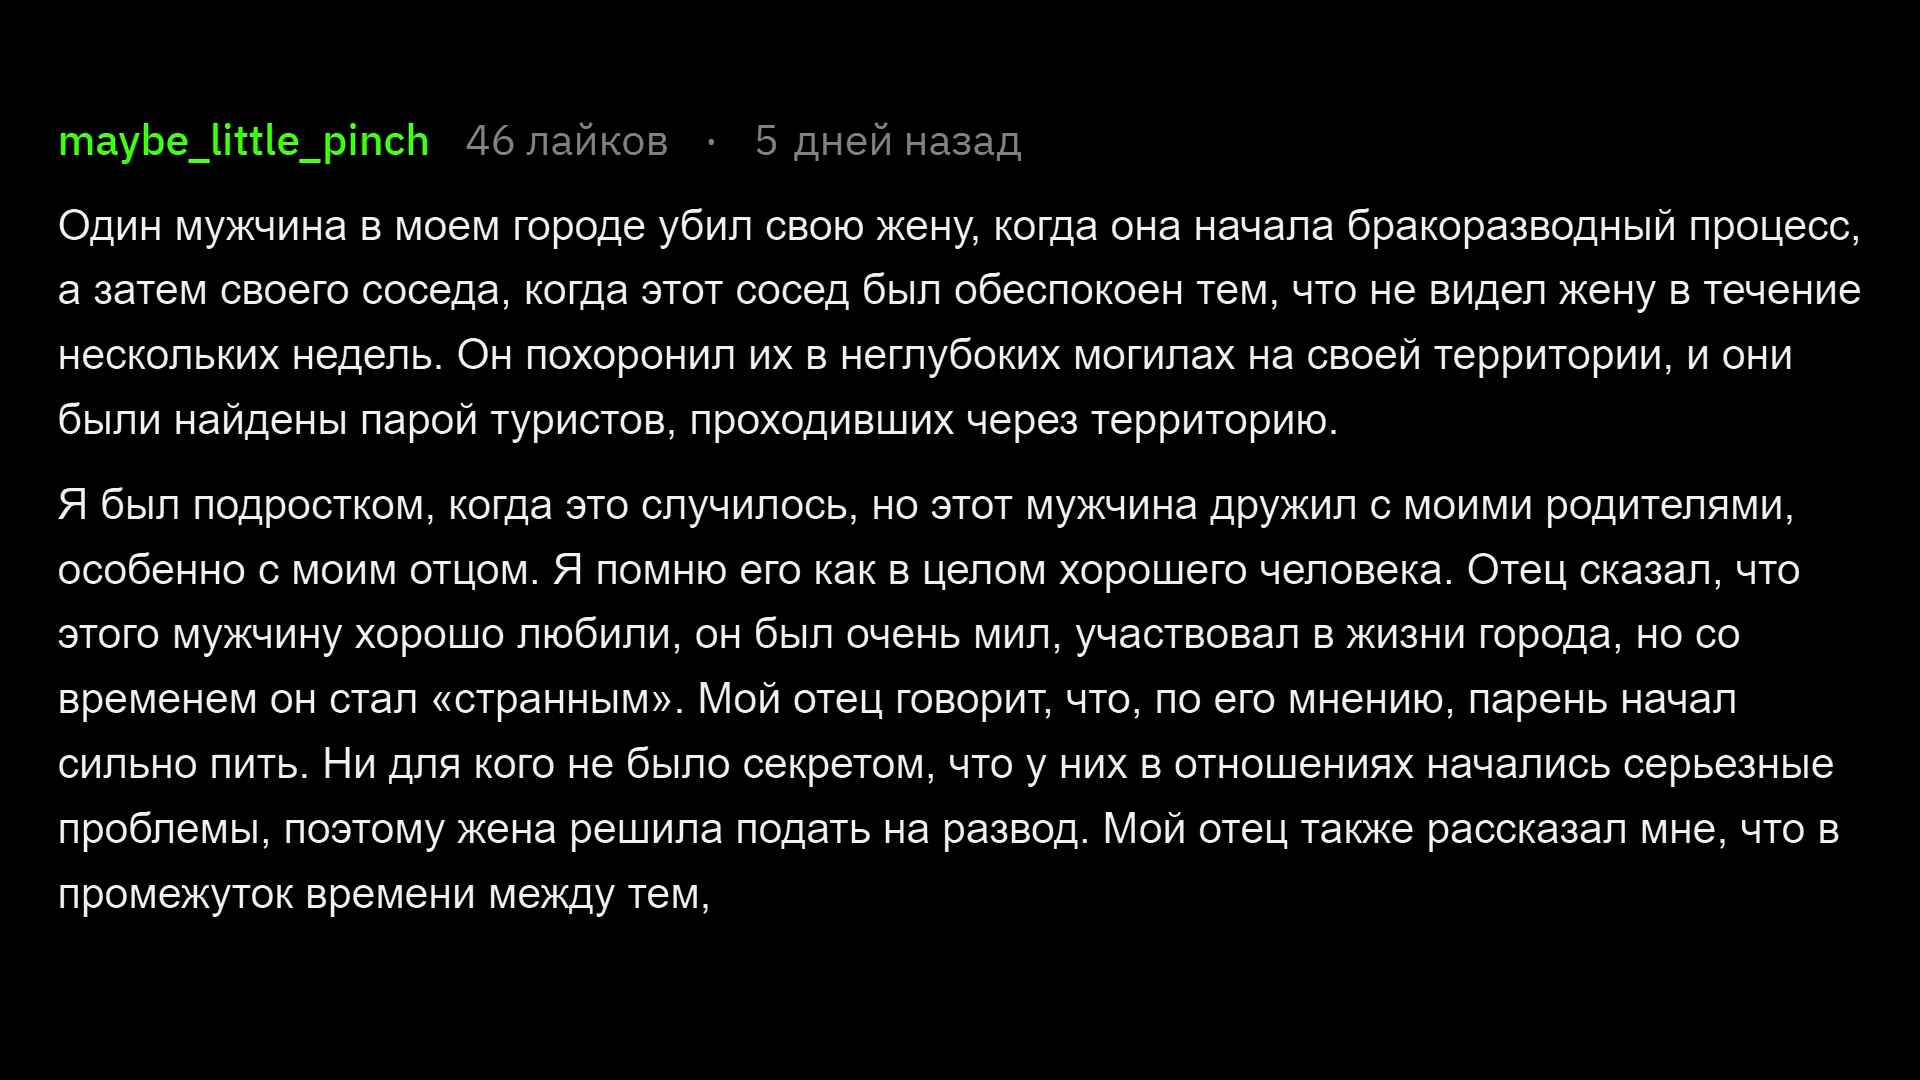 maybe_little_pinch 46 лайков · 5 дней назад
Один мужчина в моем городе убил свою жену, когда она начала бракоразводный процесс,
а затем своего соседа, когда этот сосед был обеспокоен тем, что не видел жену в течение
нескольких недель. Он похоронил их в неглубоких могилах на своей территории, и они
были найдены парой туристов, проходивших через территорию.
Я был подростком, когда это случилось, но этот мужчина дружил с моими родителями,
особенно с моим отцом. Я помню его как в целом хорошего человека. Отец сказал, что
этого мужчину хорошо любили, он был очень мил, участвовал в жизни города, но со
временем он стал «странным». Мой отец говорит, что, по его мнению, парень начал
сильно пить. Ни для кого не было секретом, что у них в отношениях начались серьезные
проблемы, поэтому жена решила подать на развод. Мой отец также рассказал мне, что в
промежуток времени между тем,